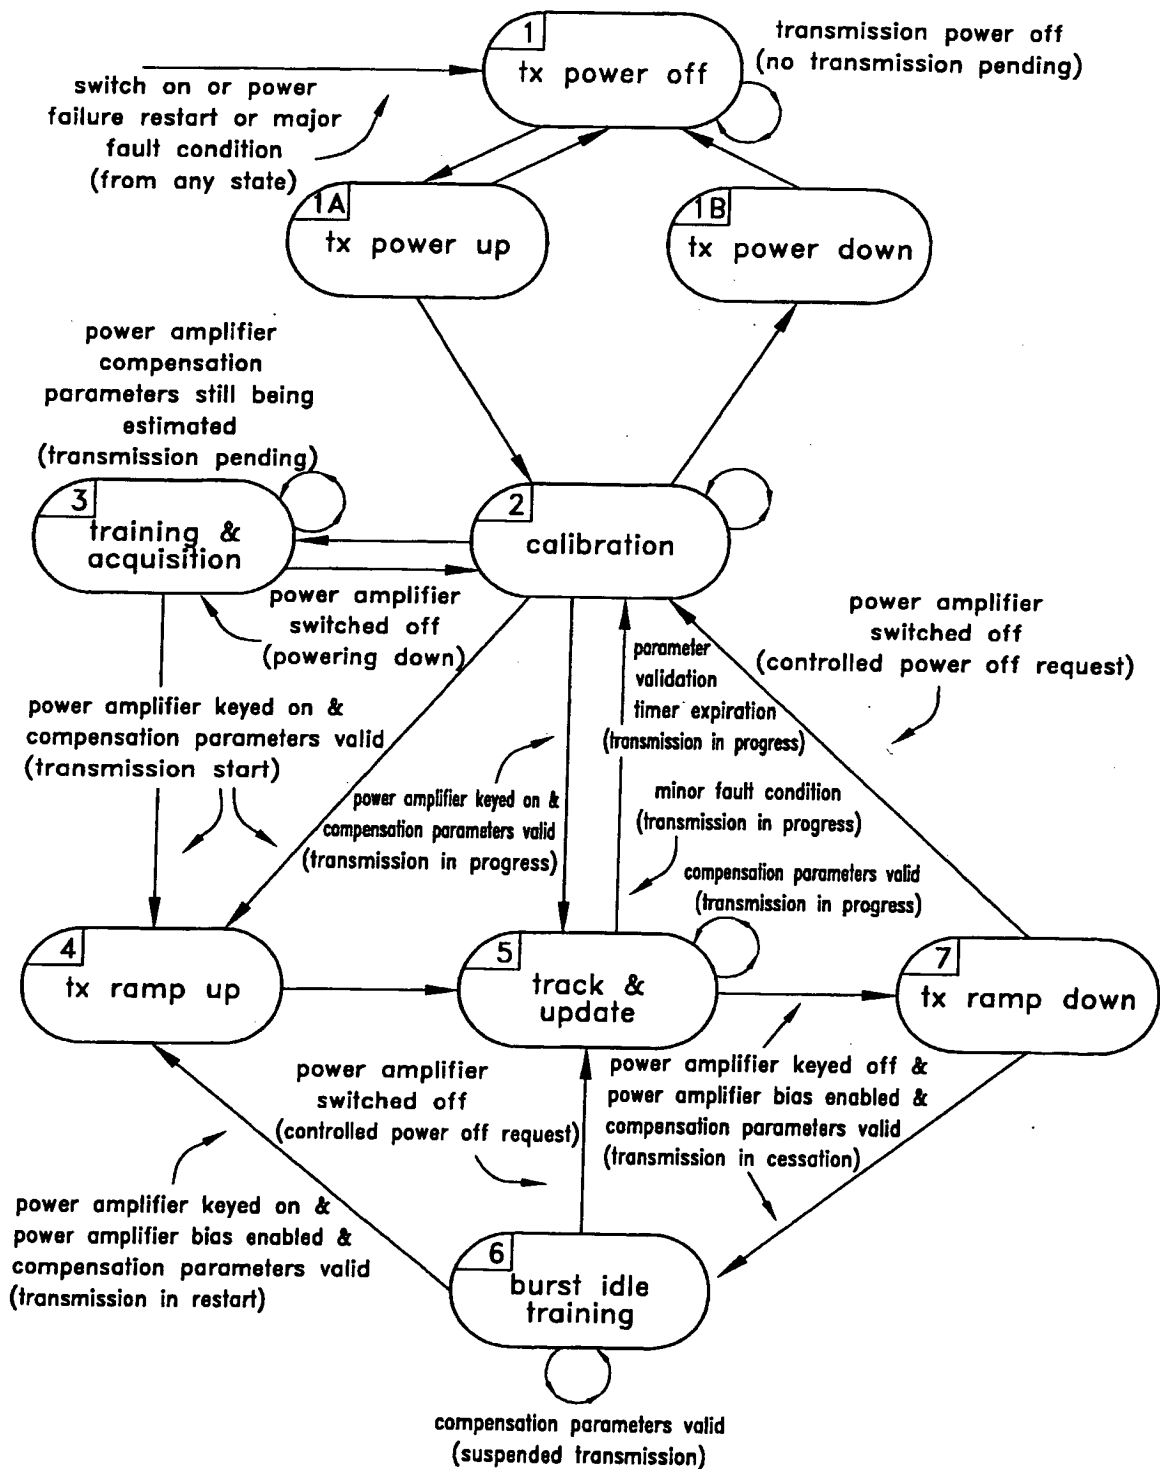 1
tx power off
transmission power off
(no transmission pending)
switch on or power
failure restart or major
fault condition
(from any state)
1A
tx power up
1B
tx power down
power amplifier
compensation
parameters still being
estimated
(transmission pending)
3
training &
acquisition
2
calibration
power amplifier
switched off
(powering down)
power amplifier
switched off
(controlled power off request)
parameter
validation
timer expiration
(transmission in progress)
power amplifier keyed on &
compensation parameters valid
(transmission start)
power amplifier keyed on &
compensation parameters valid
(transmission in progress)
minor fault condition
(transmission in progress)
compensation parameters valid
(transmission in progress)
4
tx ramp up
5
track &
update
7
tx ramp down
power amplifier
switched off
(controlled power off request)
power amplifier keyed off &
power amplifier bias enabled &
compensation parameters valid
(transmission in cessation)
power amplifier keyed on &
power amplifier bias enabled &
compensation parameters valid
(transmission in restart)
6
burst idle
training
compensation parameters valid
(suspended transmission)